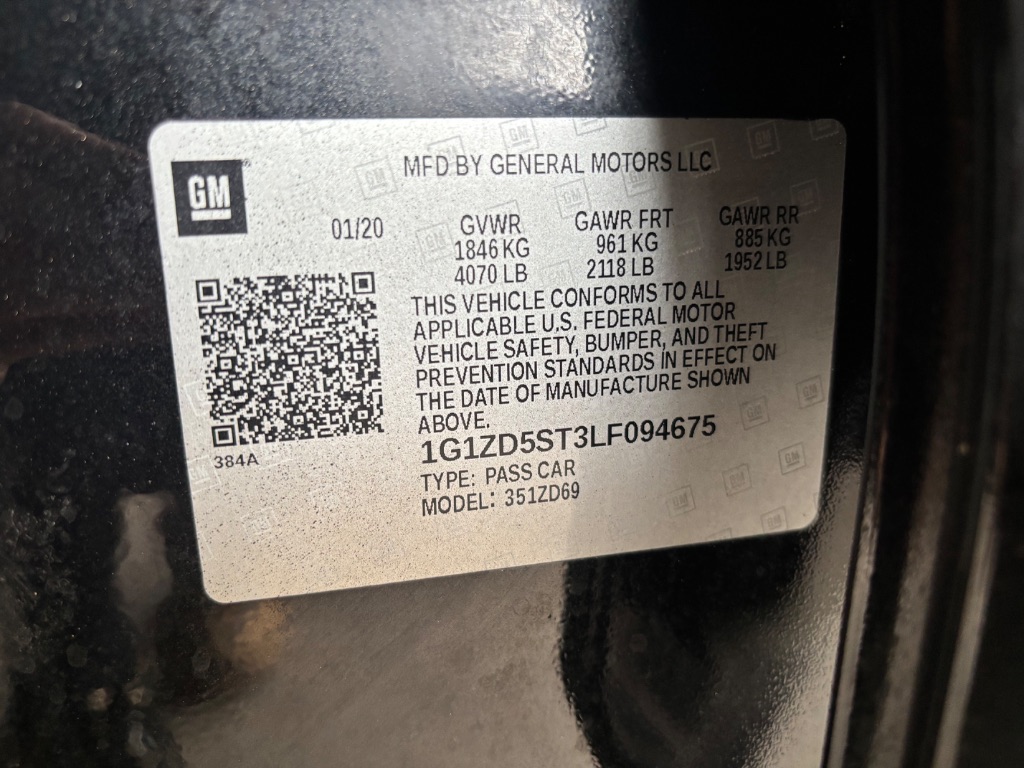 MFD BY GENERAL MOTORS LLC
GM
01/20 GVWR GAWR FRT GAWR RR
1846 KG 961 KG 885 KG
4070 LB 2118 LB 1952 LB
THIS VEHICLE CONFORMS TO ALL
APPLICABLE U.S. FEDERAL MOTOR
VEHICLE SAFETY, BUMPER, AND THEFT
PREVENTION STANDARDS IN EFFECT ON
THE DATE OF MANUFACTURE SHOWN
ABOVE.
384A
1G1ZD5ST3LF094675
TYPE: PASS CAR
MODEL: 351ZD69